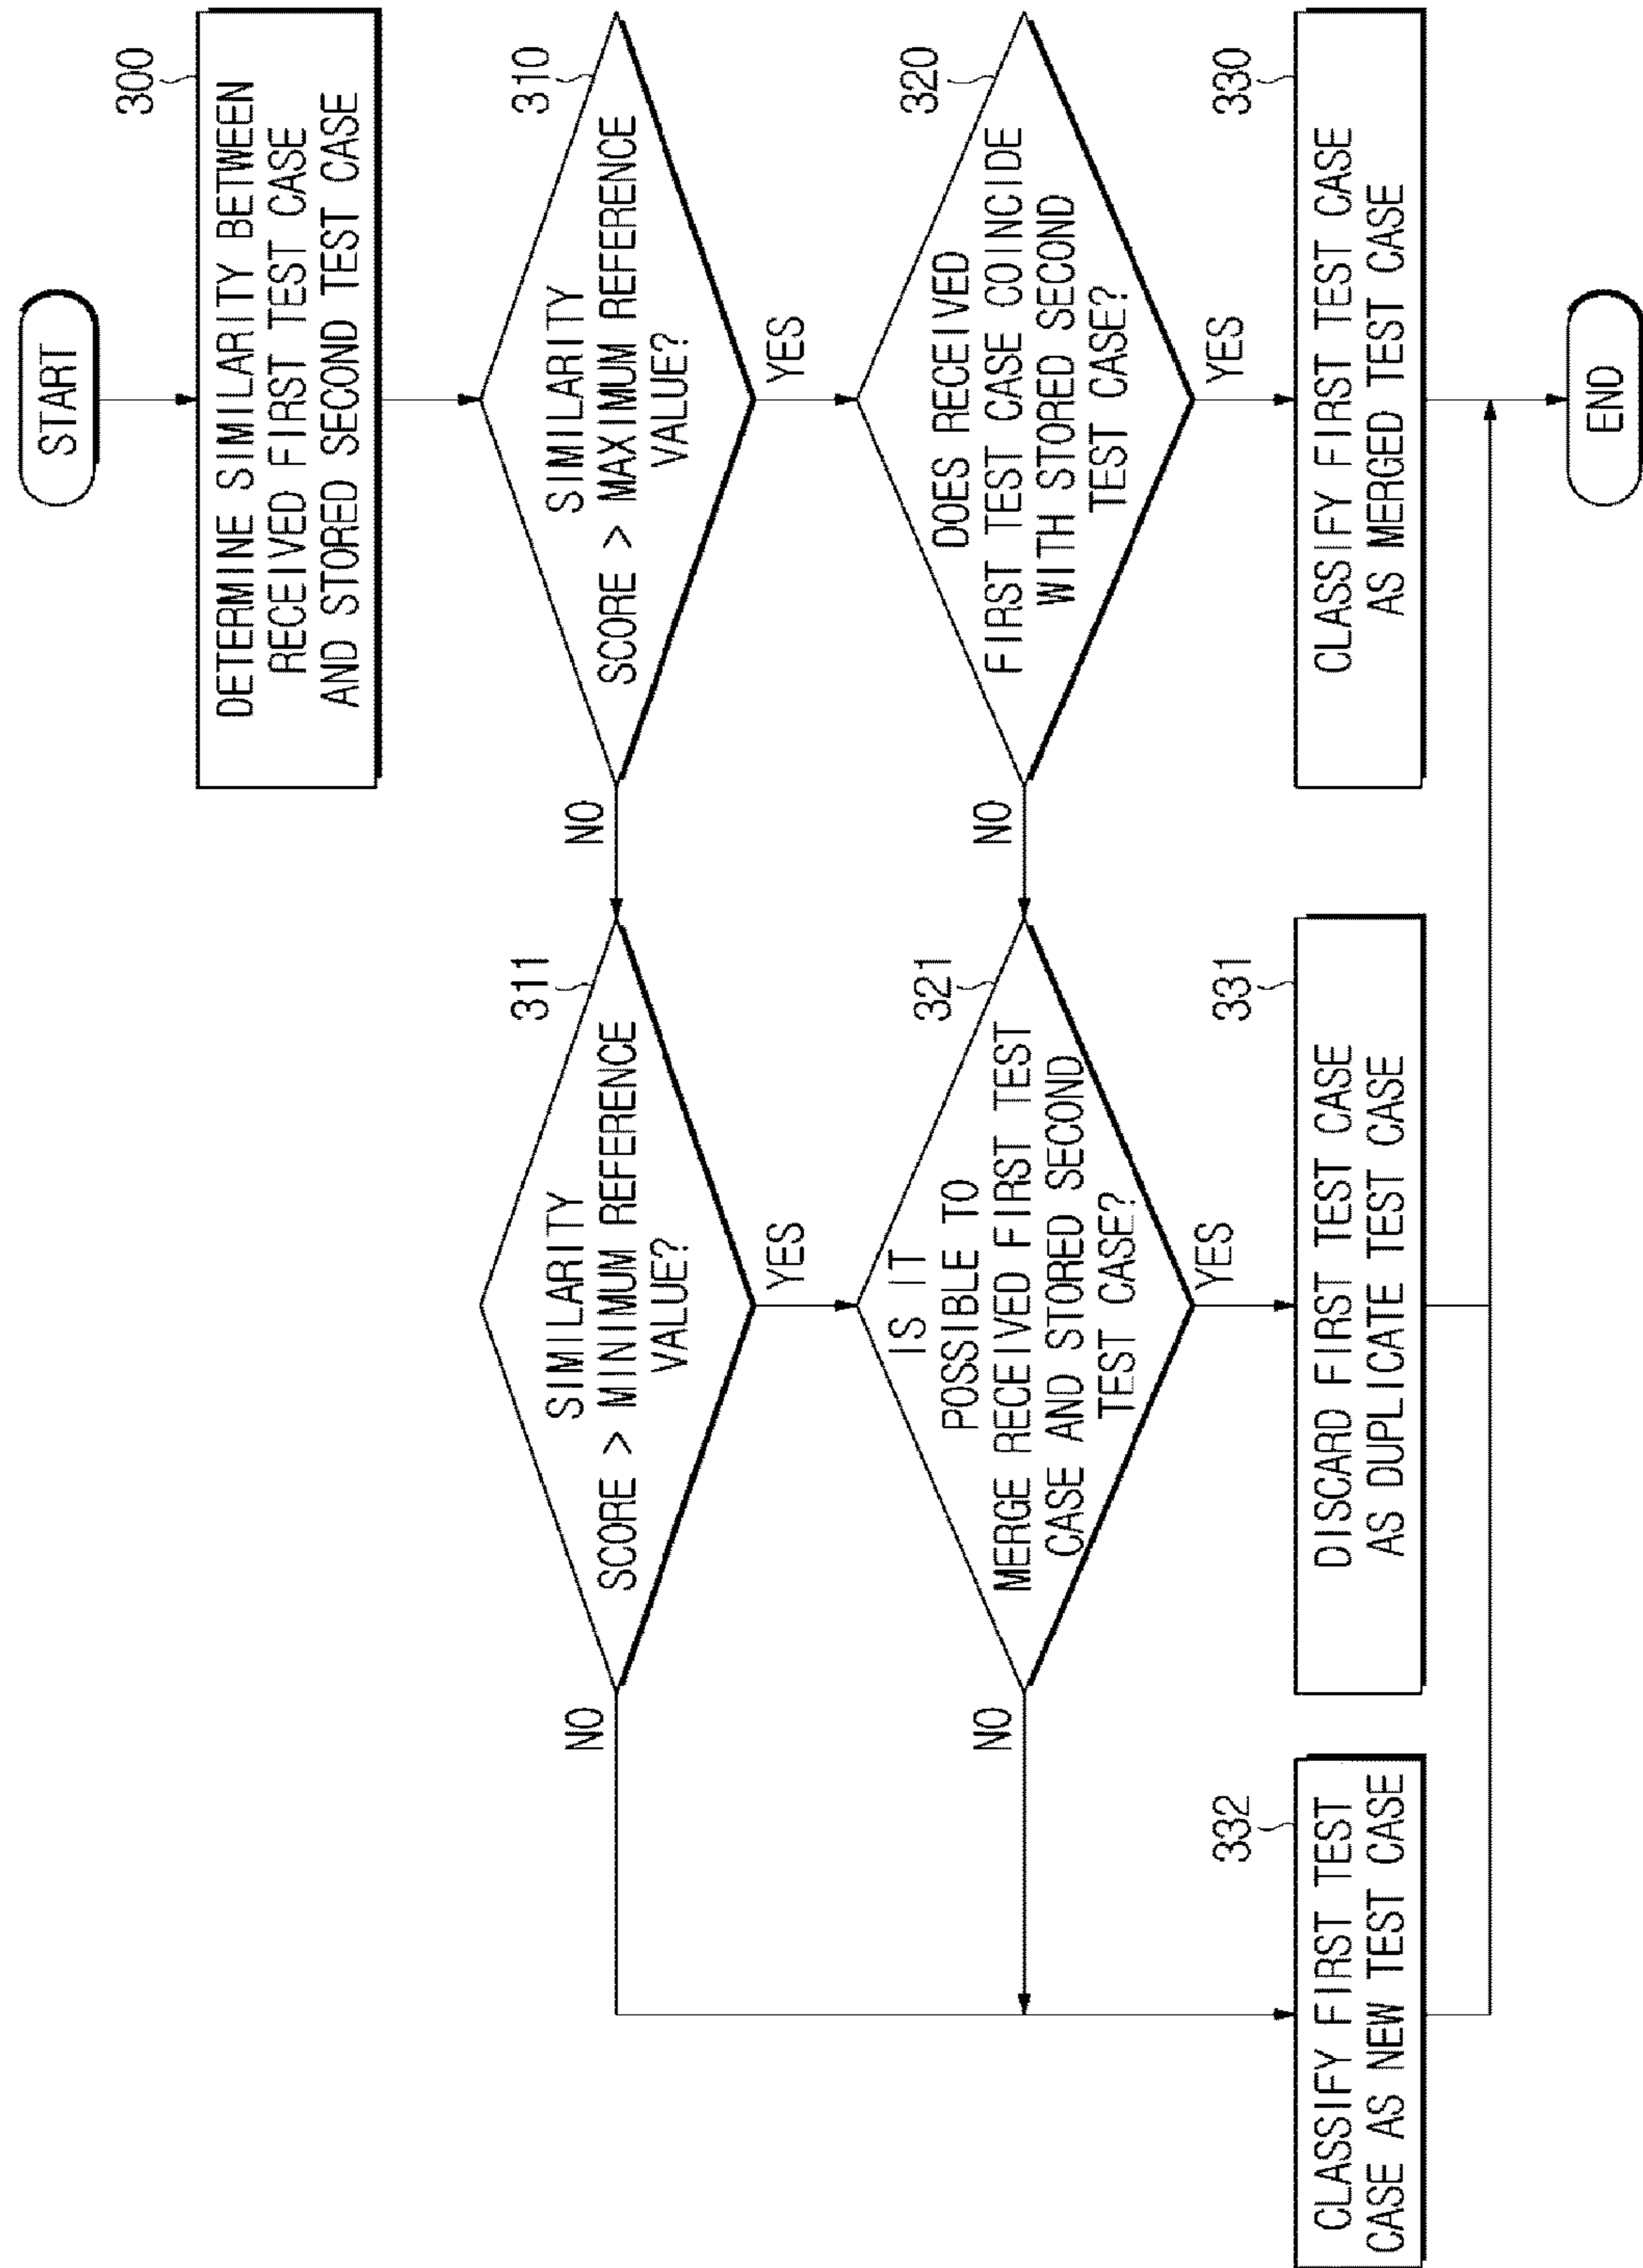 START
300
DETERMINE SIMILARITY BETWEEN
RECEIVED FIRST TEST CASE
AND STORED SECOND TEST CASE
310
SIMILARITY
SCORE > MAXIMUM REFERENCE
VALUE?
YES
NO
311
SIMILARITY
SCORE > MINIMUM REFERENCE
VALUE?
YES
NO
320
DOES RECEIVED
FIRST TEST CASE COINCIDE
WITH STORED SECOND
TEST CASE?
YES
NO
321
IS IT
POSSIBLE TO
MERGE RECEIVED FIRST TEST
CASE AND STORED SECOND
TEST CASE?
YES
NO
330
CLASSIFY FIRST TEST CASE
AS MERGED TEST CASE
331
DISCARD FIRST TEST CASE
AS DUPLICATE TEST CASE
332
CLASSIFY FIRST TEST
CASE AS NEW TEST CASE
END